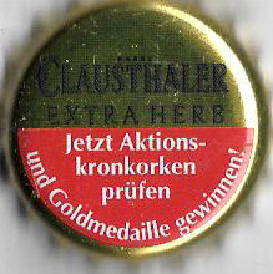 CLAUSTHALER
EXTRA HERB
Jetzt Aktions-
kronkorken
prüfen
und Goldmedaille gewinnen!